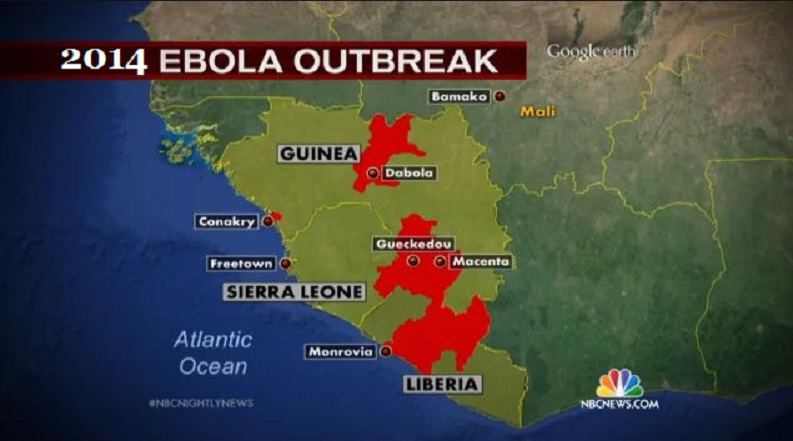 2014 EBOLA OUTBREAK
Google earth
Bamako
Mali
GUINEA
Dabola
Conakry
Gueckedou
Freetown
Macenta
SIERRA LEONE
Atlantic
Ocean
Monrovia
LIBERIA
#NBCNIGHTLYNEWS
NBCNEWS.COM